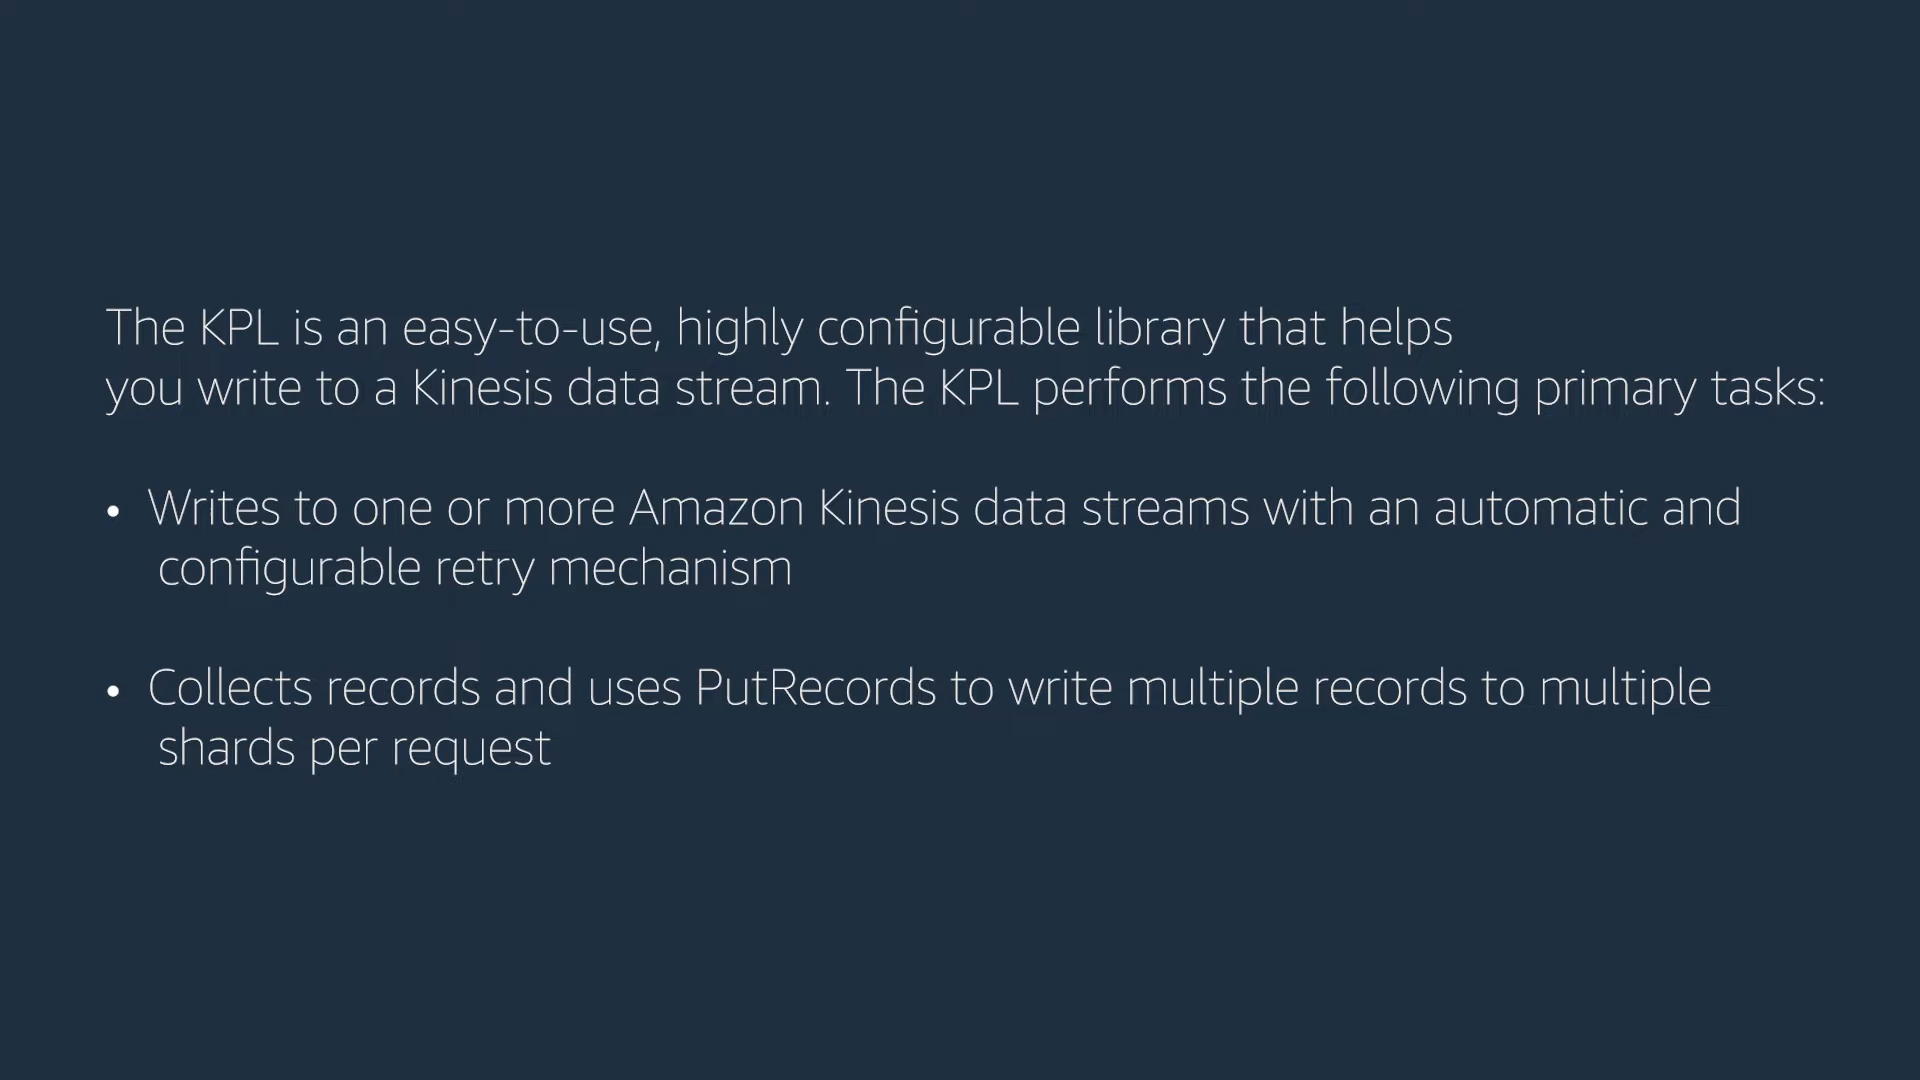 The KPL is an easy-to-use, highly configurable library that helps
you write to a Kinesis data stream. The KPL performs the following primary tasks:
• Writes to one or more Amazon Kinesis data streams with an automatic and
configurable retry mechanism
• Collects records and uses PutRecords to write multiple records to multiple
shards per request